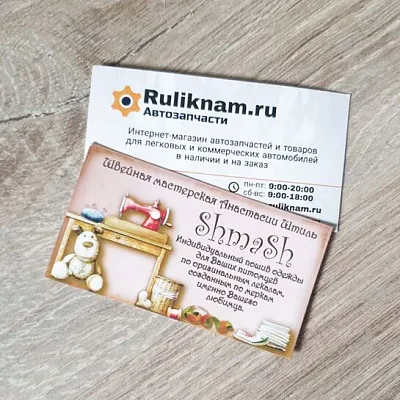 Ruliknam.ru
Автозапчасти
Интернет-магазин автозапчастей и товаров
для легковых и коммерческих автомобилей
в наличии и на заказ
пн-пт: 9:00-20:00
сб-вс: 9:00-18:00
ruliknam.ru
Швейная мастерская Анастасии Штиль
ShmaSh
Индивидуальный пошив одежды
для Ваших питомцев
по оригинальным лекалам,
созданным по меркам
именно Вашего
любимца.